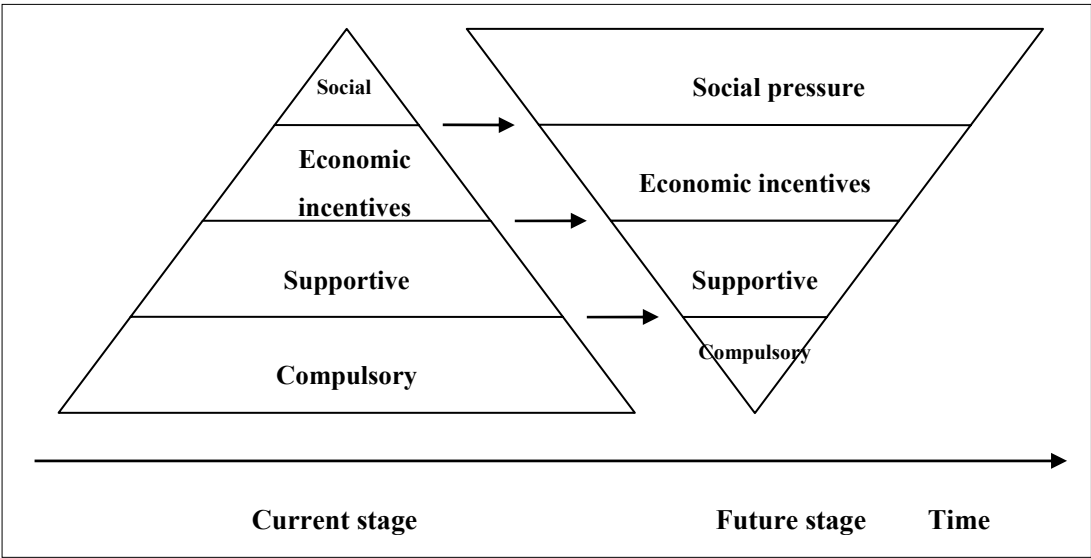 Social
Economic
incentives
Supportive
Compulsory
Social pressure
Economic incentives
Supportive
Compulsory
Current stage
Future stage
Time